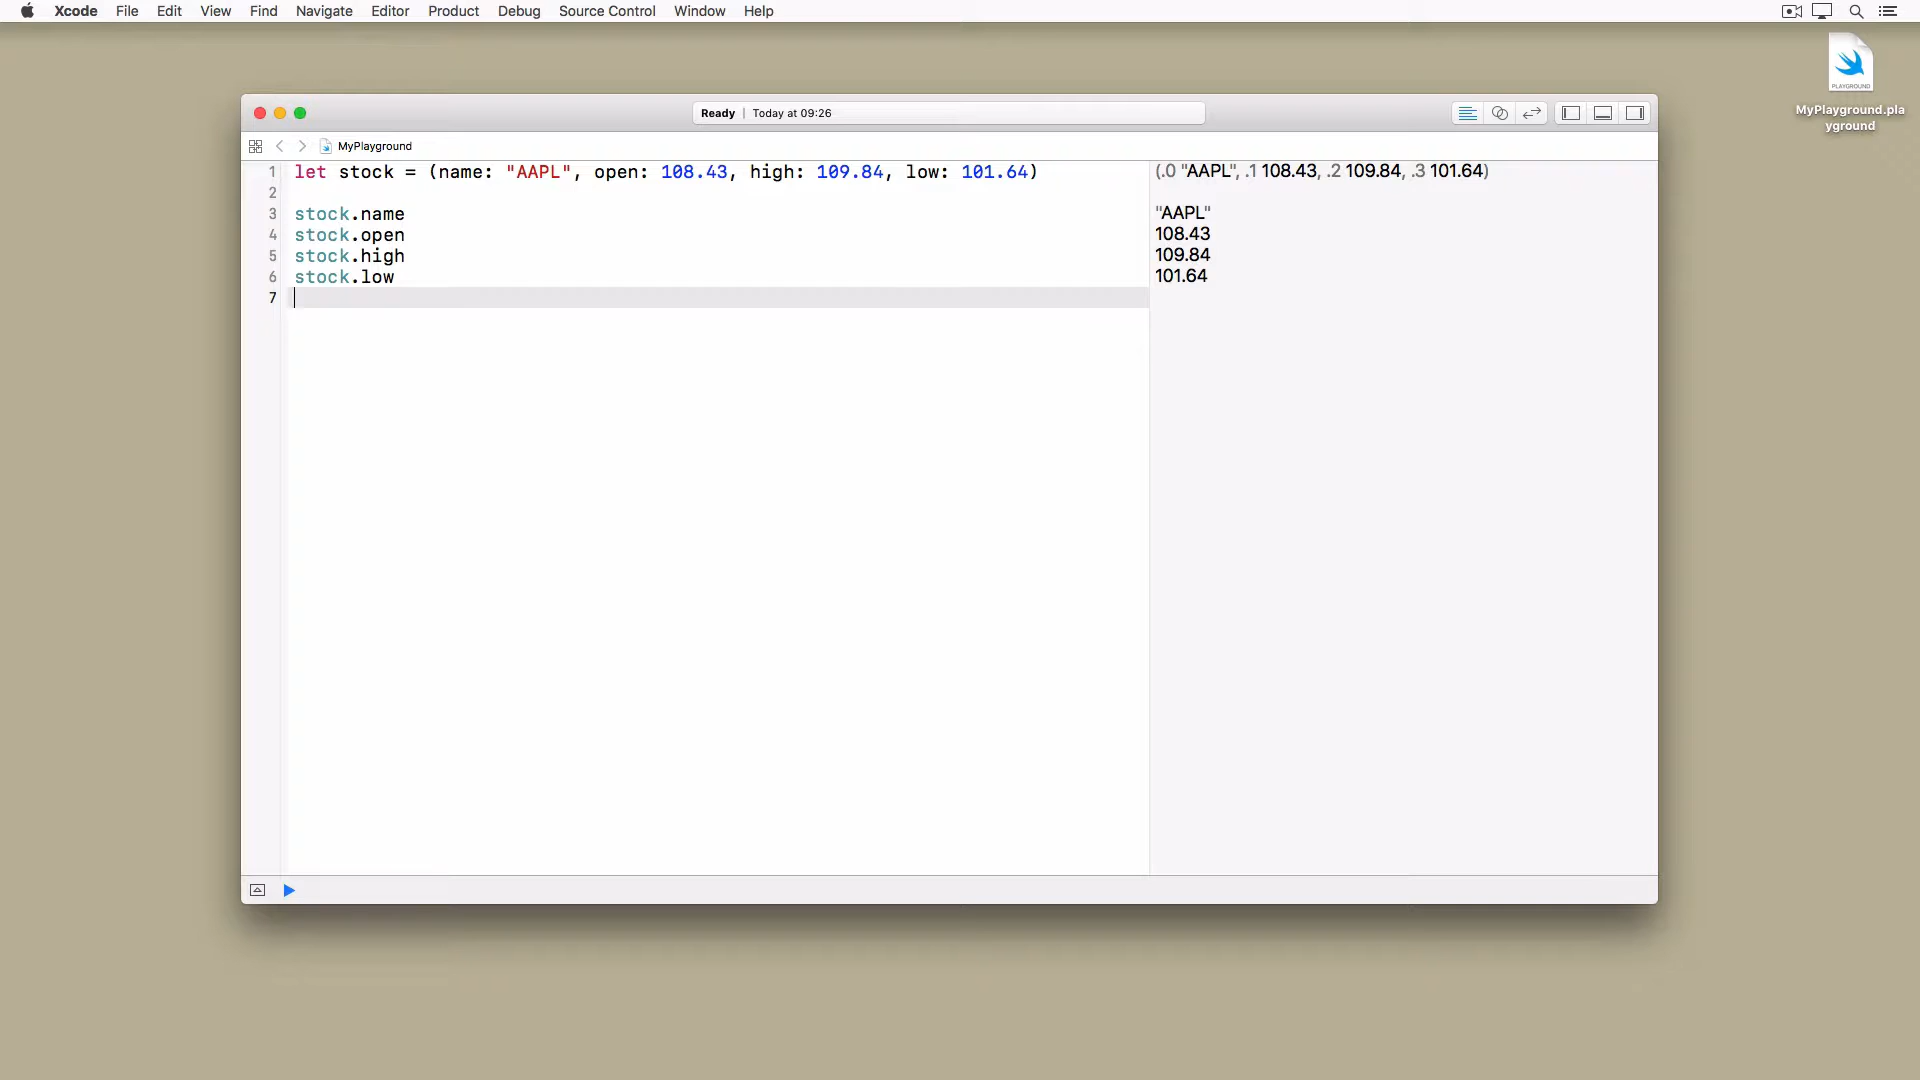 Xcode File Edit View Find Navigate Editor Product Debug Source Control Window Help
PLAYGROUND
MyPlayground.pla
yground
Ready | Today at 09:26
MyPlayground
1 let stock = (name: "AAPL", open: 108.43, high: 109.84, low: 101.64)
(.0 "AAPL", .1 108.43, .2 109.84, .3 101.64)
2
3 stock.name
"AAPL"
4 stock.open
108.43
5 stock.high
109.84
6 stock.low
101.64
7